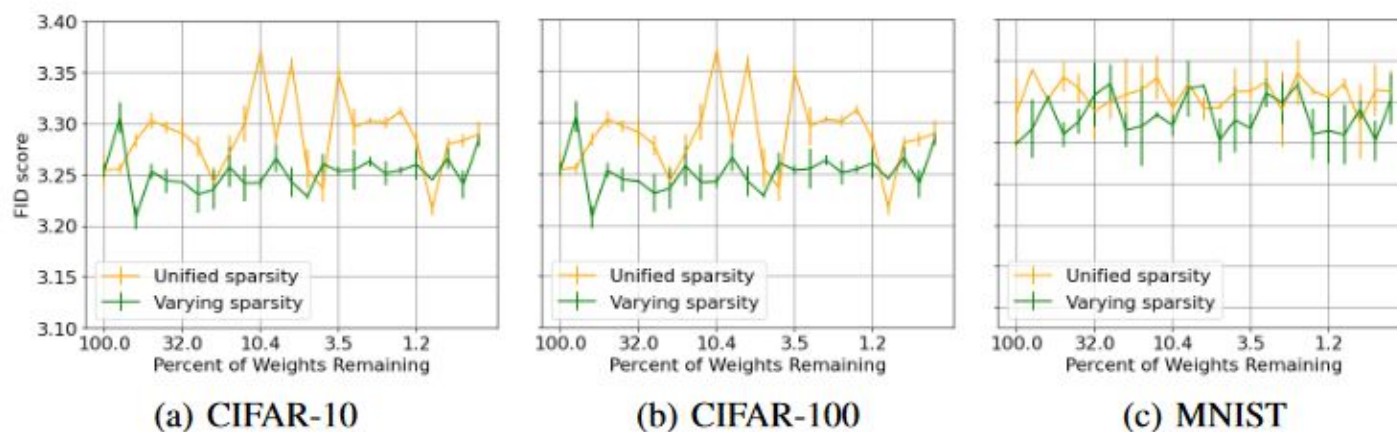 3.40
3.35
3.30
3.25
3.20
3.15
3.10
FID score
Unified sparsity
Varying sparsity
100.0 32.0 10.4 3.5 1.2
Percent of Weights Remaining
(a) CIFAR-10
Unified sparsity
Varying sparsity
100.0 32.0 10.4 3.5 1.2
Percent of Weights Remaining
(b) CIFAR-100
Unified sparsity
Varying sparsity
100.0 32.0 10.4 3.5 1.2
Percent of Weights Remaining
(c) MNIST